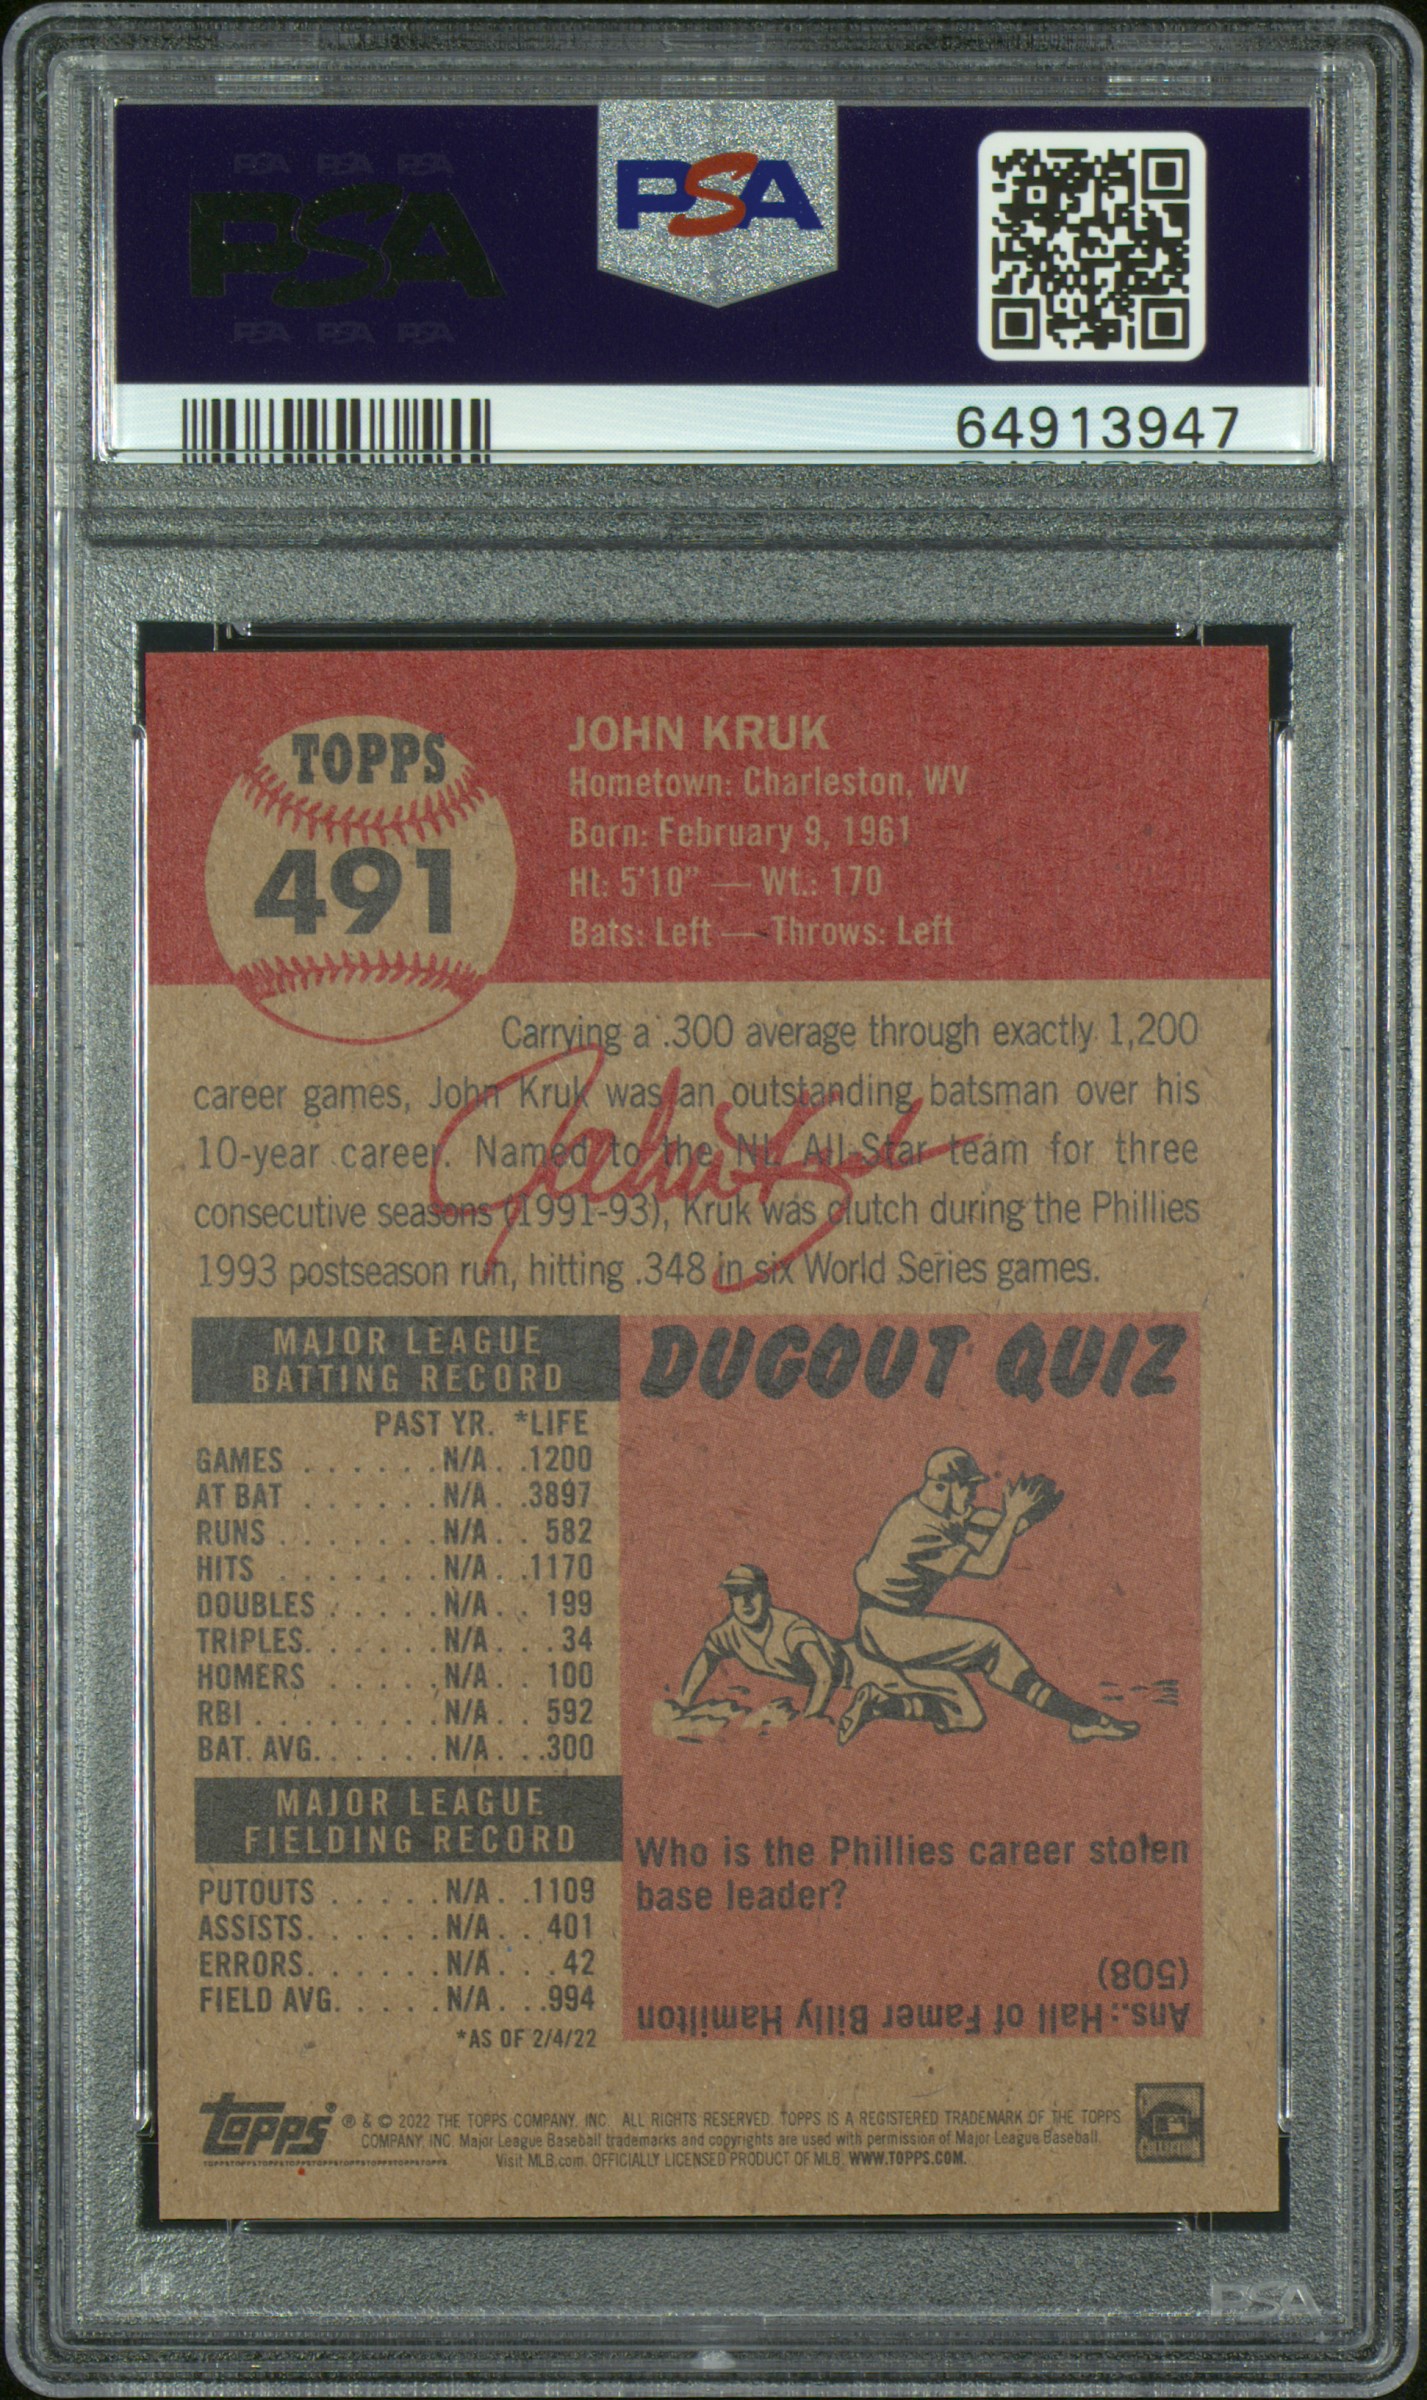 PSA PSA PSA
PSA
PSA PSA PSA
PSA
64913947
TOPPS
491
JOHN KRUK
Hometown: Charleston, WV
Born: February 9, 1961
Ht: 5'10" — Wt.: 170
Bats: Left — Throws: Left
Carrying a .300 average through exactly 1,200
career games, John Kruk was an outstanding batsman over his
10-year career. Named to the NL All-Star team for three
consecutive seasons (1991-93), Kruk was clutch during the Phillies
1993 postseason run, hitting .348 in six World Series games.
John Kruk
MAJOR LEAGUE
BATTING RECORD
PAST YR. *LIFE
GAMES . . . . . . N/A . .1200
AT BAT . . . . . . N/A . .3897
RUNS . . . . . . . N/A . . 582
HITS . . . . . . . N/A . .1170
DOUBLES . . . . . N/A . . 199
TRIPLES. . . . . . N/A . . .34
HOMERS . . . . . N/A . . 100
RBI . . . . . . . . N/A . . 592
BAT. AVG. . . . . . N/A . . .300
MAJOR LEAGUE
FIELDING RECORD
PUTOUTS . . . . . N/A . .1109
ASSISTS. . . . . . N/A . . 401
ERRORS. . . . . . N/A . . .42
FIELD AVG. . . . . N/A . . .994
*AS OF 2/4/22
DUGOUT QUIZ
Who is the Phillies career stolen
base leader?
Ans.: Hall of Famer Billy Hamilton
(508)
Topps
® & © 2022 THE TOPPS COMPANY, INC. ALL RIGHTS RESERVED. TOPPS IS A REGISTERED TRADEMARK OF THE TOPPS
COMPANY, INC. Major League Baseball trademarks and copyrights are used with permission of Major League Baseball.
Visit MLB.com. OFFICIALLY LICENSED PRODUCT OF MLB. WWW.TOPPS.COM.
TOPPSTOPPSTOPPSTOPPSTOPPSTOPPSTOPPSTOPPSTOPPS
COLLECTION
PSA